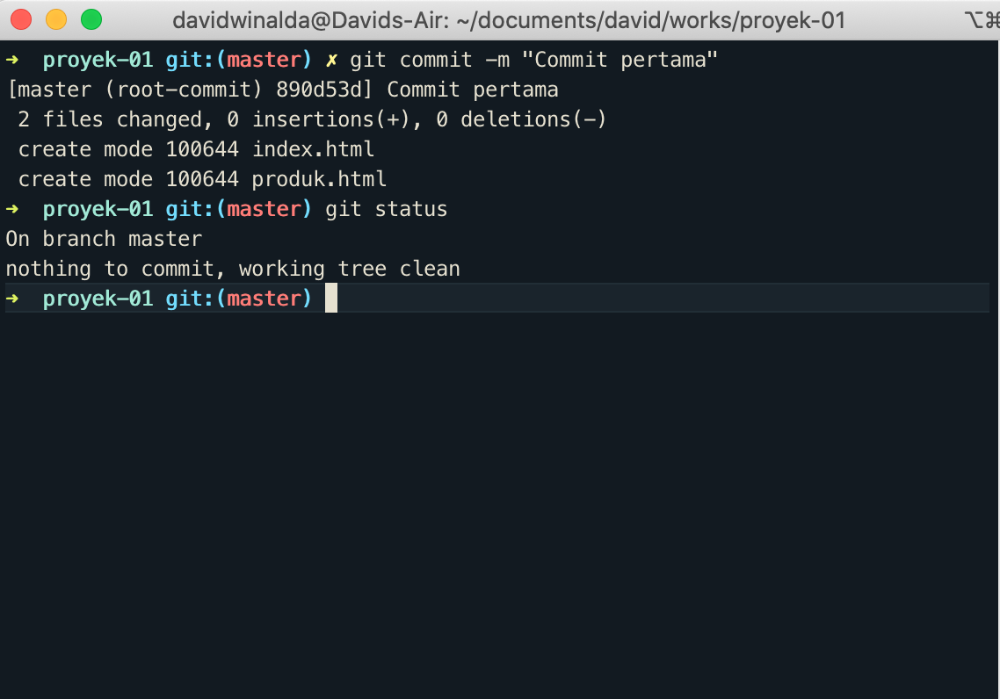 davidwinalda@Davids-Air: ~/documents/david/works/proyek-01 ⌥⌘
➜ proyek-01 git:(master) ✗ git commit -m "Commit pertama"
[master (root-commit) 890d53d] Commit pertama
2 files changed, 0 insertions(+), 0 deletions(-)
create mode 100644 index.html
create mode 100644 produk.html
➜ proyek-01 git:(master) git status
On branch master
nothing to commit, working tree clean
➜ proyek-01 git:(master)